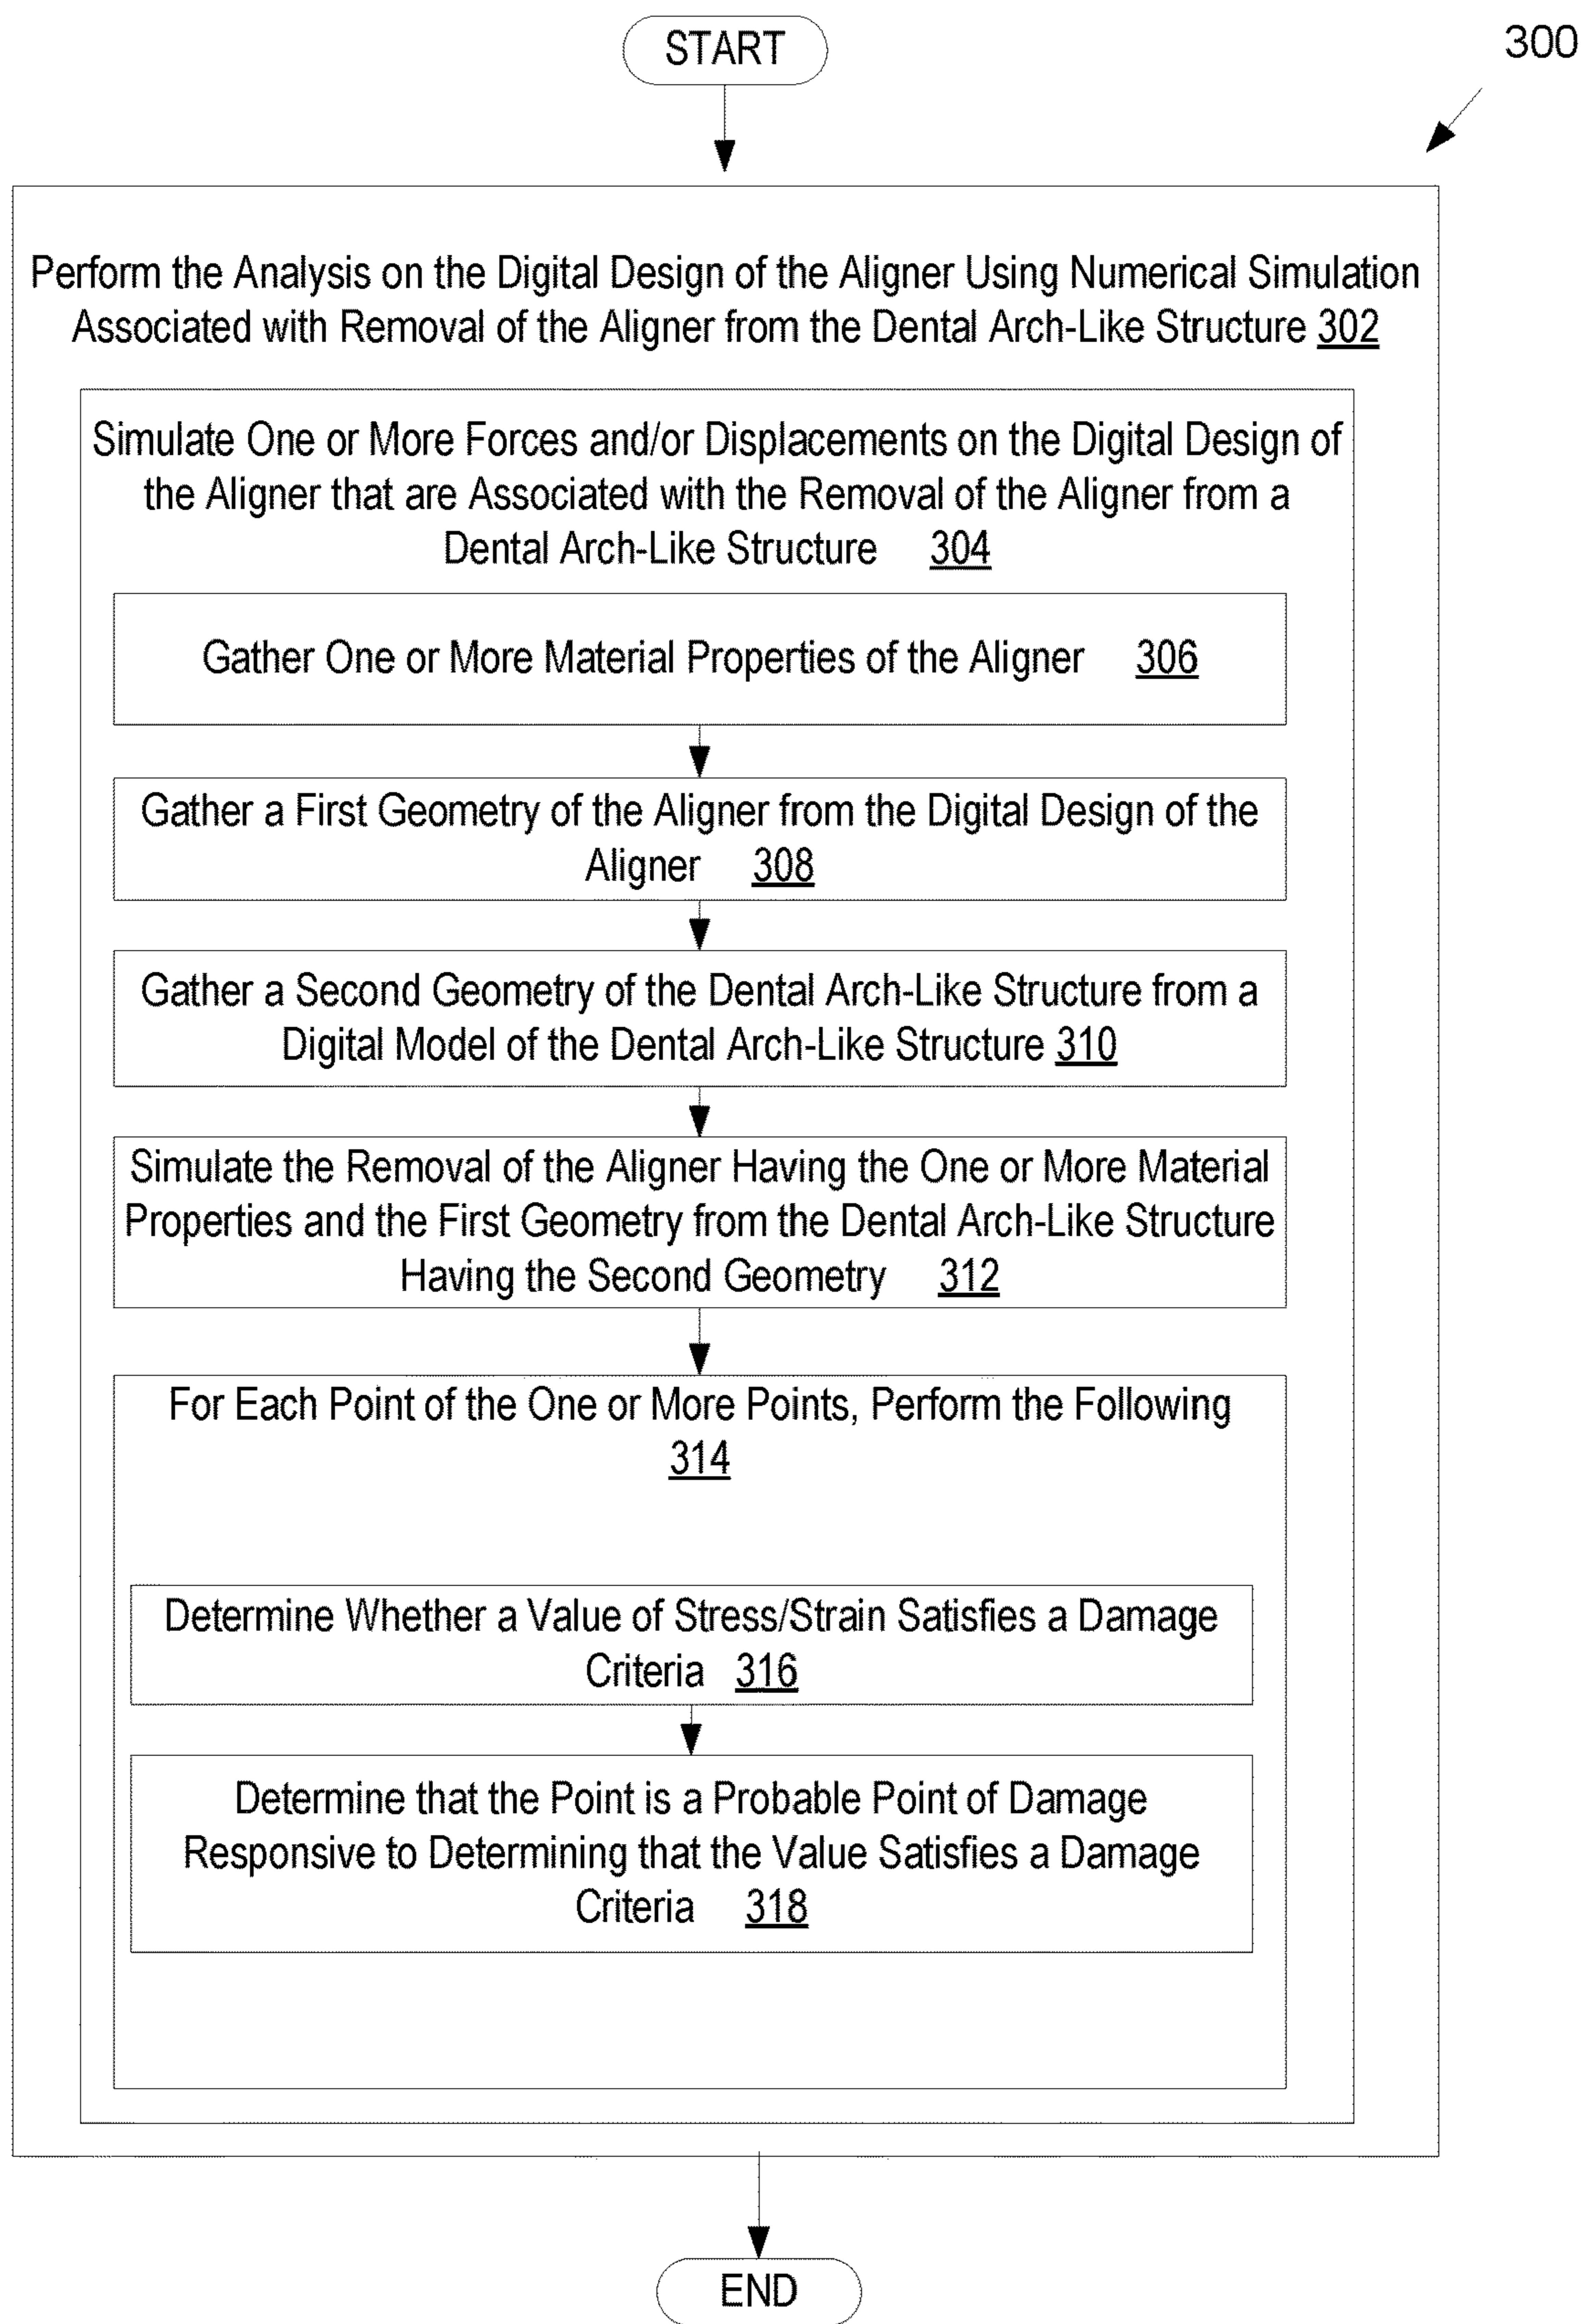 START
300
Perform the Analysis on the Digital Design of the Aligner Using Numerical Simulation
Associated with Removal of the Aligner from the Dental Arch-Like Structure 302
Simulate One or More Forces and/or Displacements on the Digital Design of
the Aligner that are Associated with the Removal of the Aligner from a
Dental Arch-Like Structure 304
Gather One or More Material Properties of the Aligner 306
Gather a First Geometry of the Aligner from the Digital Design of the
Aligner 308
Gather a Second Geometry of the Dental Arch-Like Structure from a
Digital Model of the Dental Arch-Like Structure 310
Simulate the Removal of the Aligner Having the One or More Material
Properties and the First Geometry from the Dental Arch-Like Structure
Having the Second Geometry 312
For Each Point of the One or More Points, Perform the Following
314
Determine Whether a Value of Stress/Strain Satisfies a Damage
Criteria 316
Determine that the Point is a Probable Point of Damage
Responsive to Determining that the Value Satisfies a Damage
Criteria 318
END